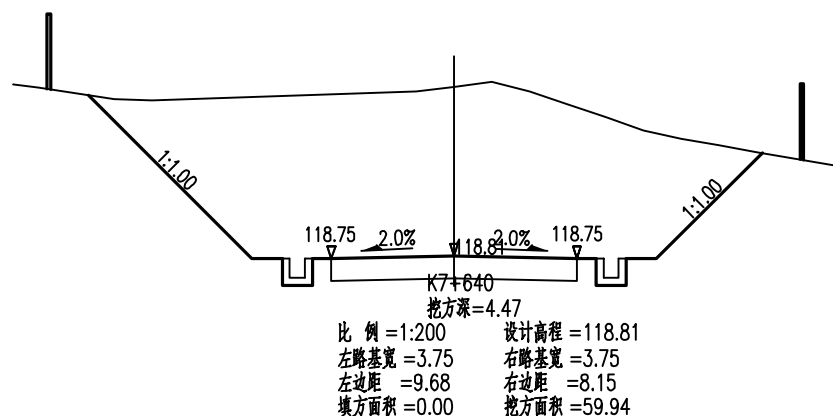 1:1.00
1:1.00
118.75 2.0% 118.81 2.0% 118.75
K7+640
挖方深=4.47
比 例 =1:200 设计高程 =118.81
左路基宽 =3.75 右路基宽 =3.75
左边距 =9.68 右边距 =8.15
填方面积 =0.00 挖方面积 =59.94